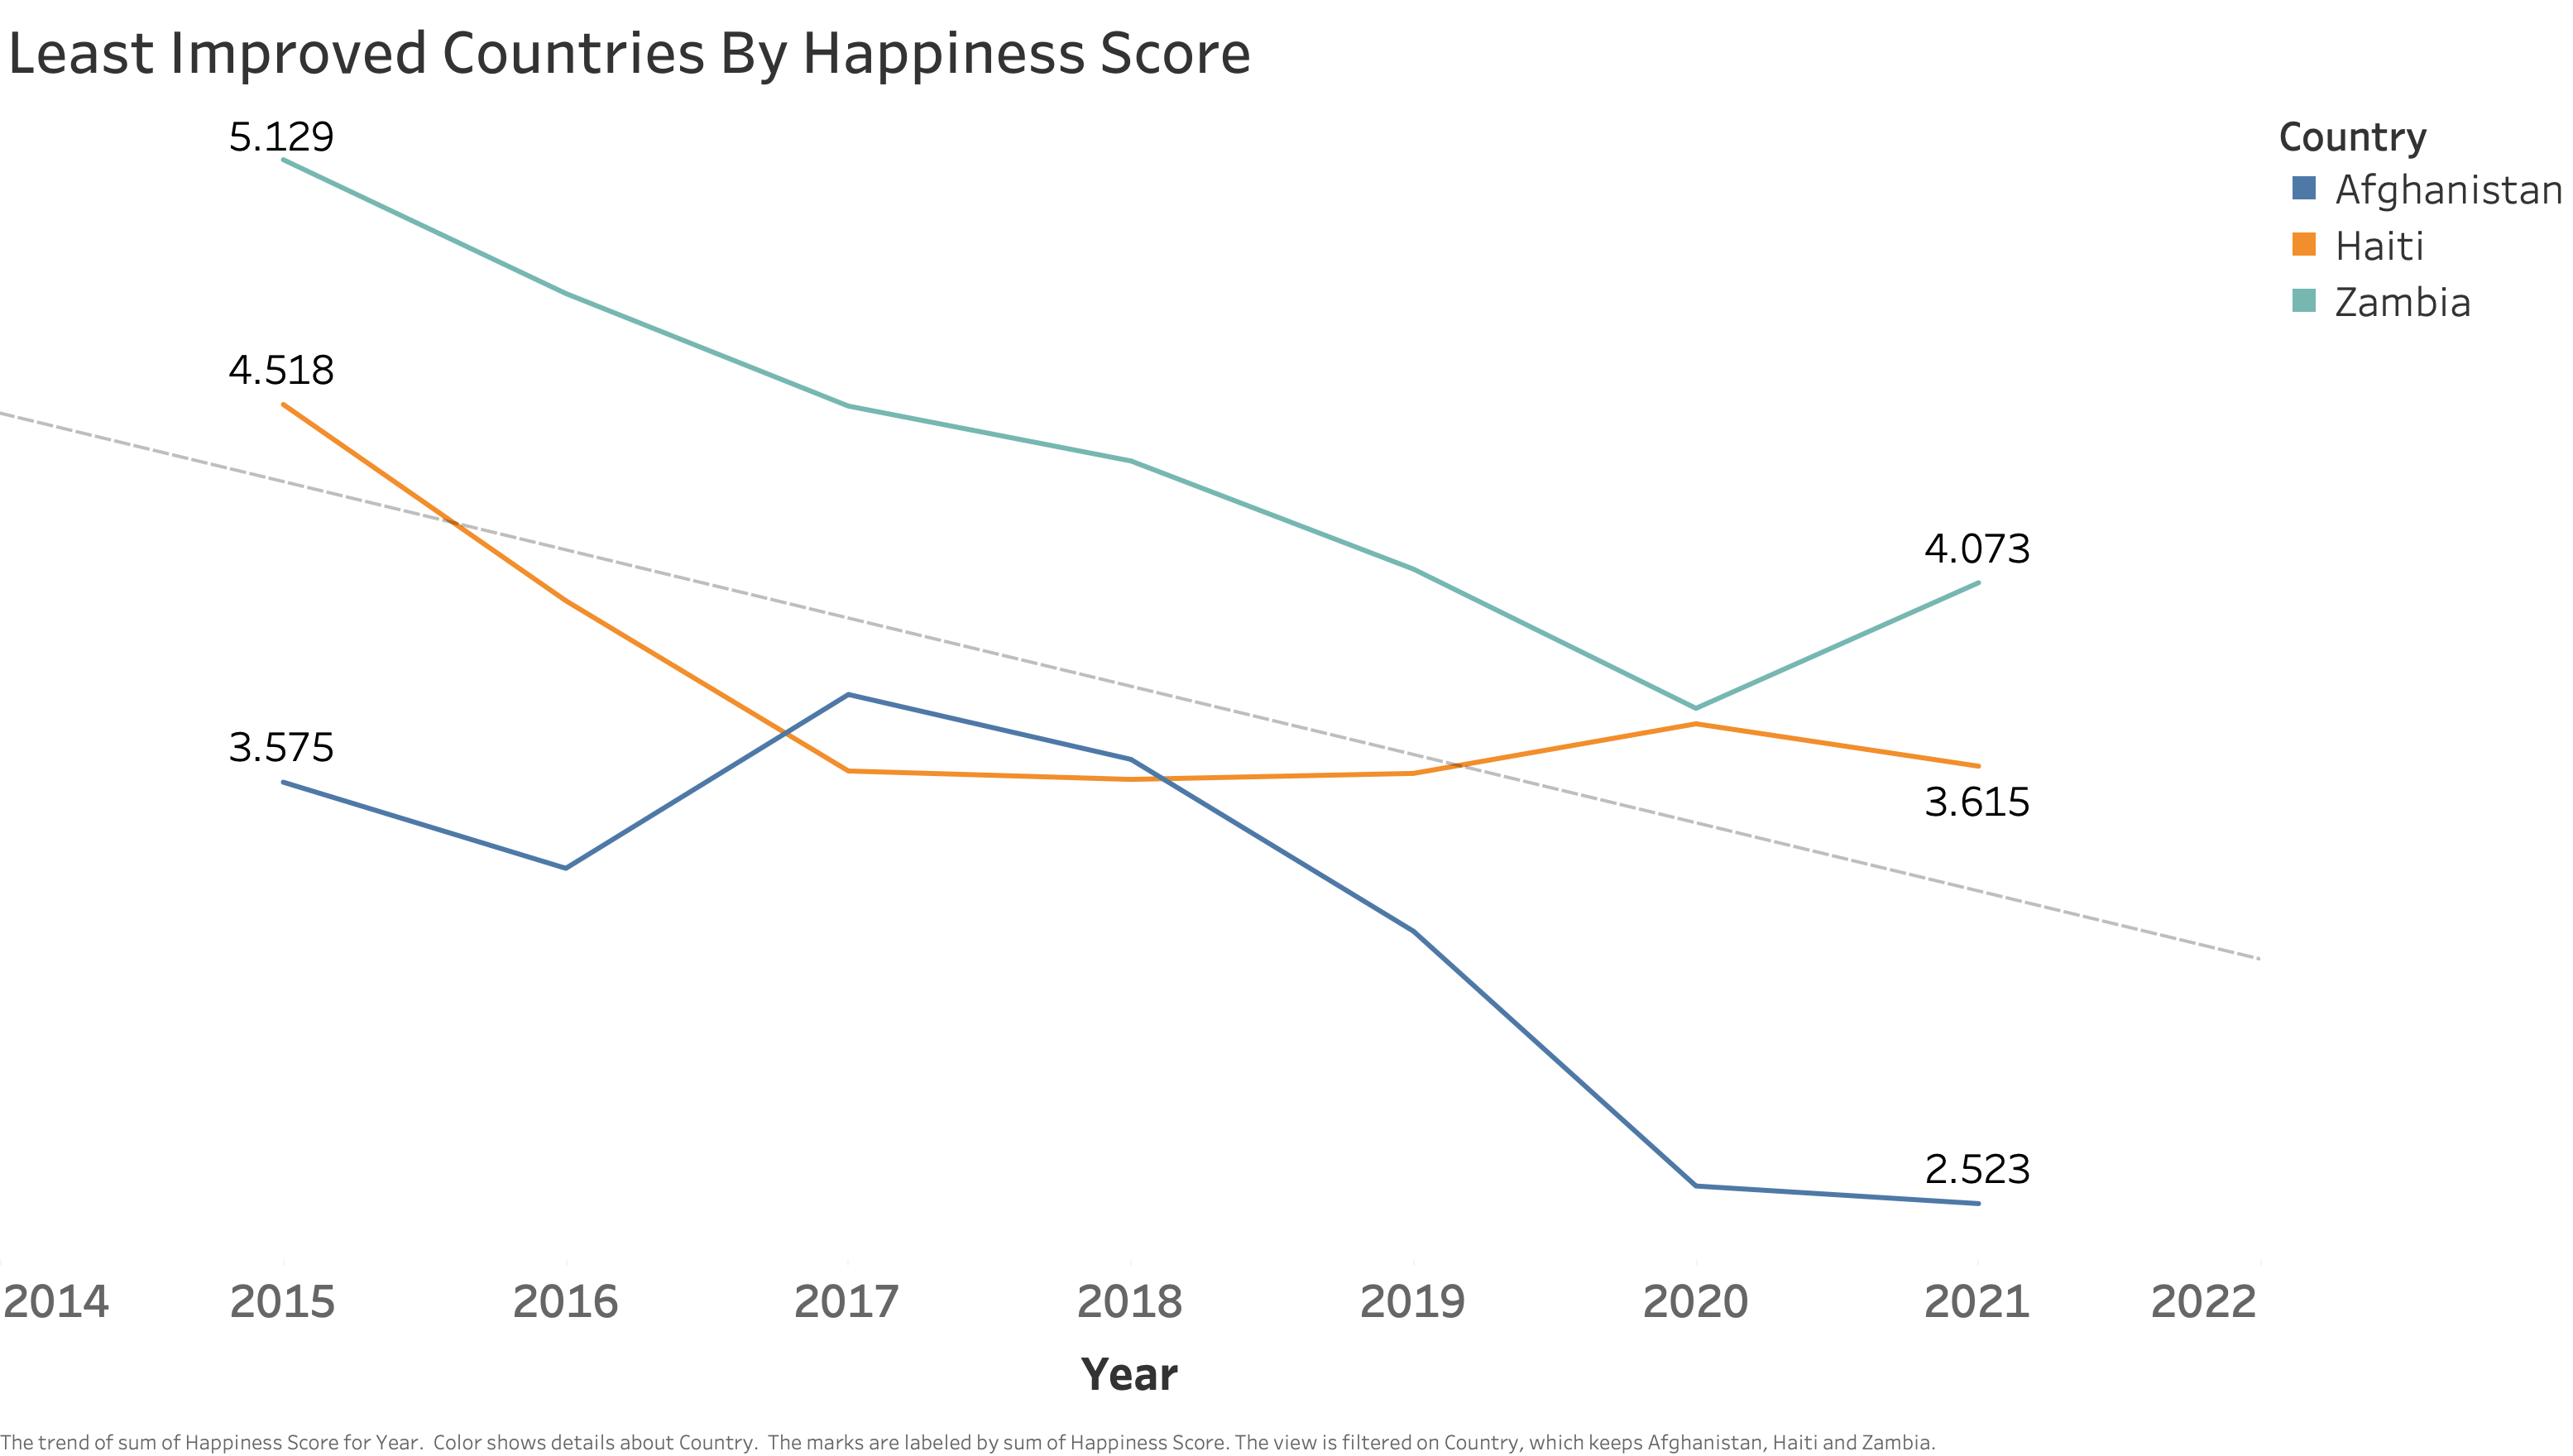 Least Improved Countries By Happiness Score
Country
Afghanistan
Haiti
Zambia
5.129
4.518
3.575
4.073
3.615
2.523
2014 2015 2016 2017 2018 2019 2020 2021 2022
Year
The trend of sum of Happiness Score for Year.  Color shows details about Country.  The marks are labeled by sum of Happiness Score. The view is filtered on Country, which keeps Afghanistan, Haiti and Zambia.